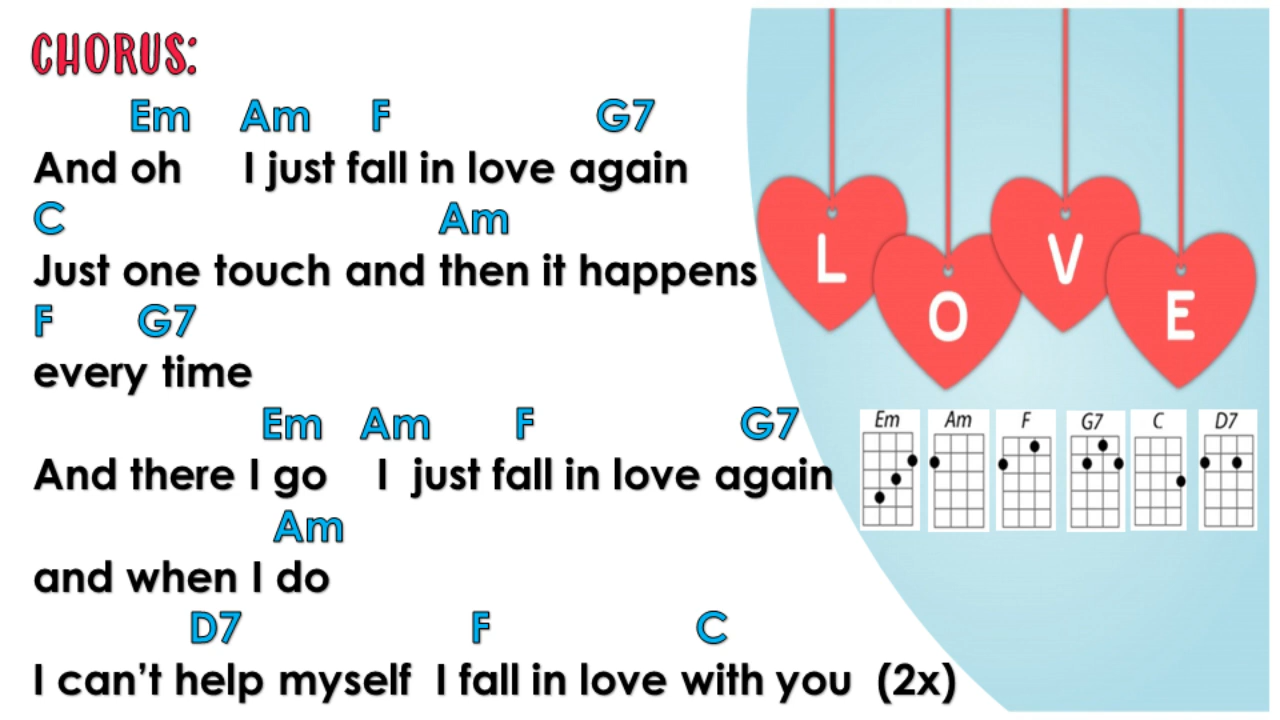 CHORUS:
Em Am F G7
And oh I just fall in love again
C Am
Just one touch and then it happens
F G7
every time
Em Am F G7
And there I go I just fall in love again
Am
and when I do
D7 F C
I can't help myself I fall in love with you (2x)
L O V E
Em Am F G7 C D7